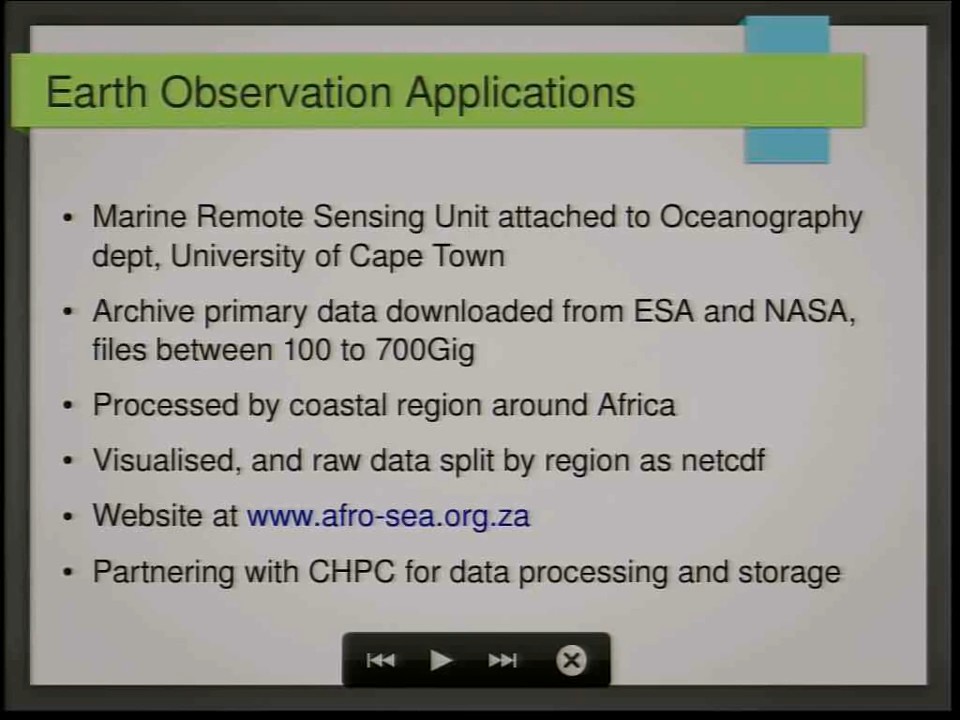 Earth Observation Applications
• Marine Remote Sensing Unit attached to Oceanography
dept, University of Cape Town
• Archive primary data downloaded from ESA and NASA,
files between 100 to 700Gig
• Processed by coastal region around Africa
• Visualised, and raw data split by region as netcdf
• Website at www.afro-sea.org.za
• Partnering with CHPC for data processing and storage